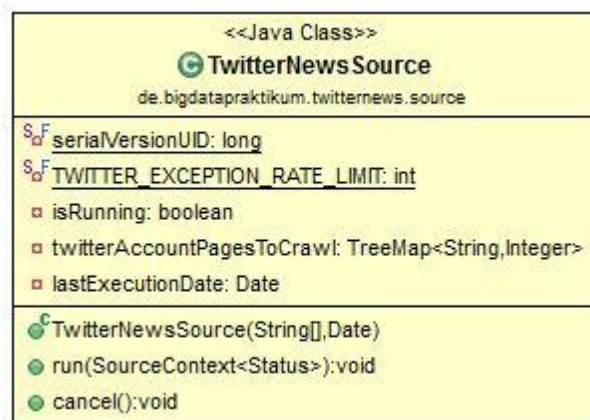 <<Java Class>>
TwitterNewsSource
de.bigdatapraktikum.twitternews.source
serialVersionUID: long
TWITTER_EXCEPTION_RATE_LIMIT: int
isRunning: boolean
twitterAccountPagesToCrawl: TreeMap<String,Integer>
lastExecutionDate: Date
TwitterNewsSource(String[],Date)
run(SourceContext<Status>):void
cancel():void